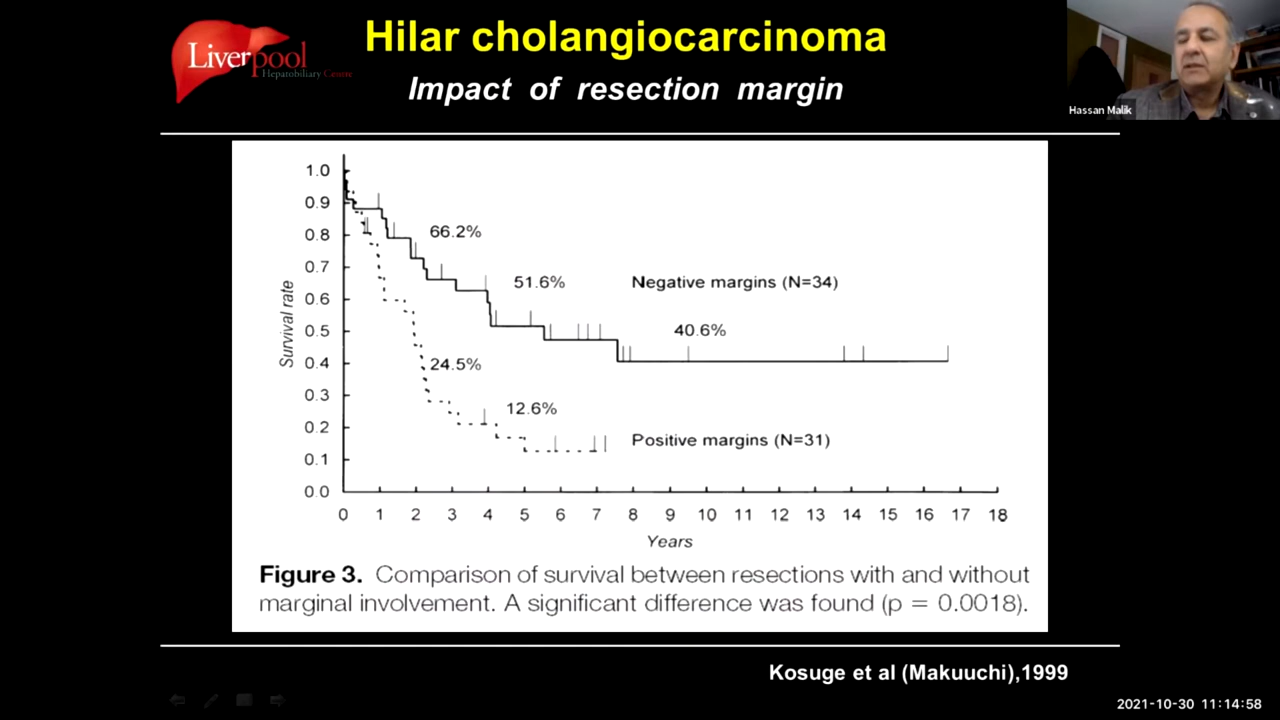 Liverpool
Hepatobiliary Centre
Hilar cholangiocarcinoma
Impact of resection margin
Hassan Malik
1.0
0.9
0.8
0.7
0.6
0.5
0.4
0.3
0.2
0.1
0.0
Survival rate
66.2%
51.6%
Negative margins (N=34)
40.6%
24.5%
12.6%
Positive margins (N=31)
0 1 2 3 4 5 6 7 8 9 10 11 12 13 14 15 16 17 18
Years
Figure 3. Comparison of survival between resections with and without
marginal involvement. A significant difference was found (p = 0.0018).
Kosuge et al (Makuuchi),1999
2021-10-30 11:14:58